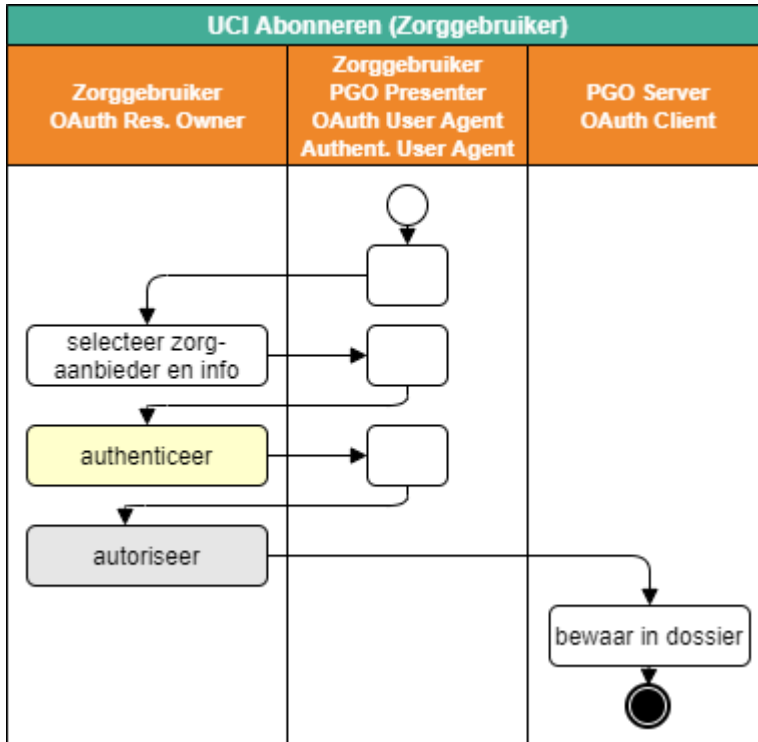 UCI Abonneren (Zorggebruiker)
Zorggebruiker
OAuth Res. Owner
Zorggebruiker
PGO Presenter
OAuth User Agent
Authent. User Agent
PGO Server
OAuth Client
selecteer zorg-
aanbieder en info
authenticeer
autoriseer
bewaar in dossier